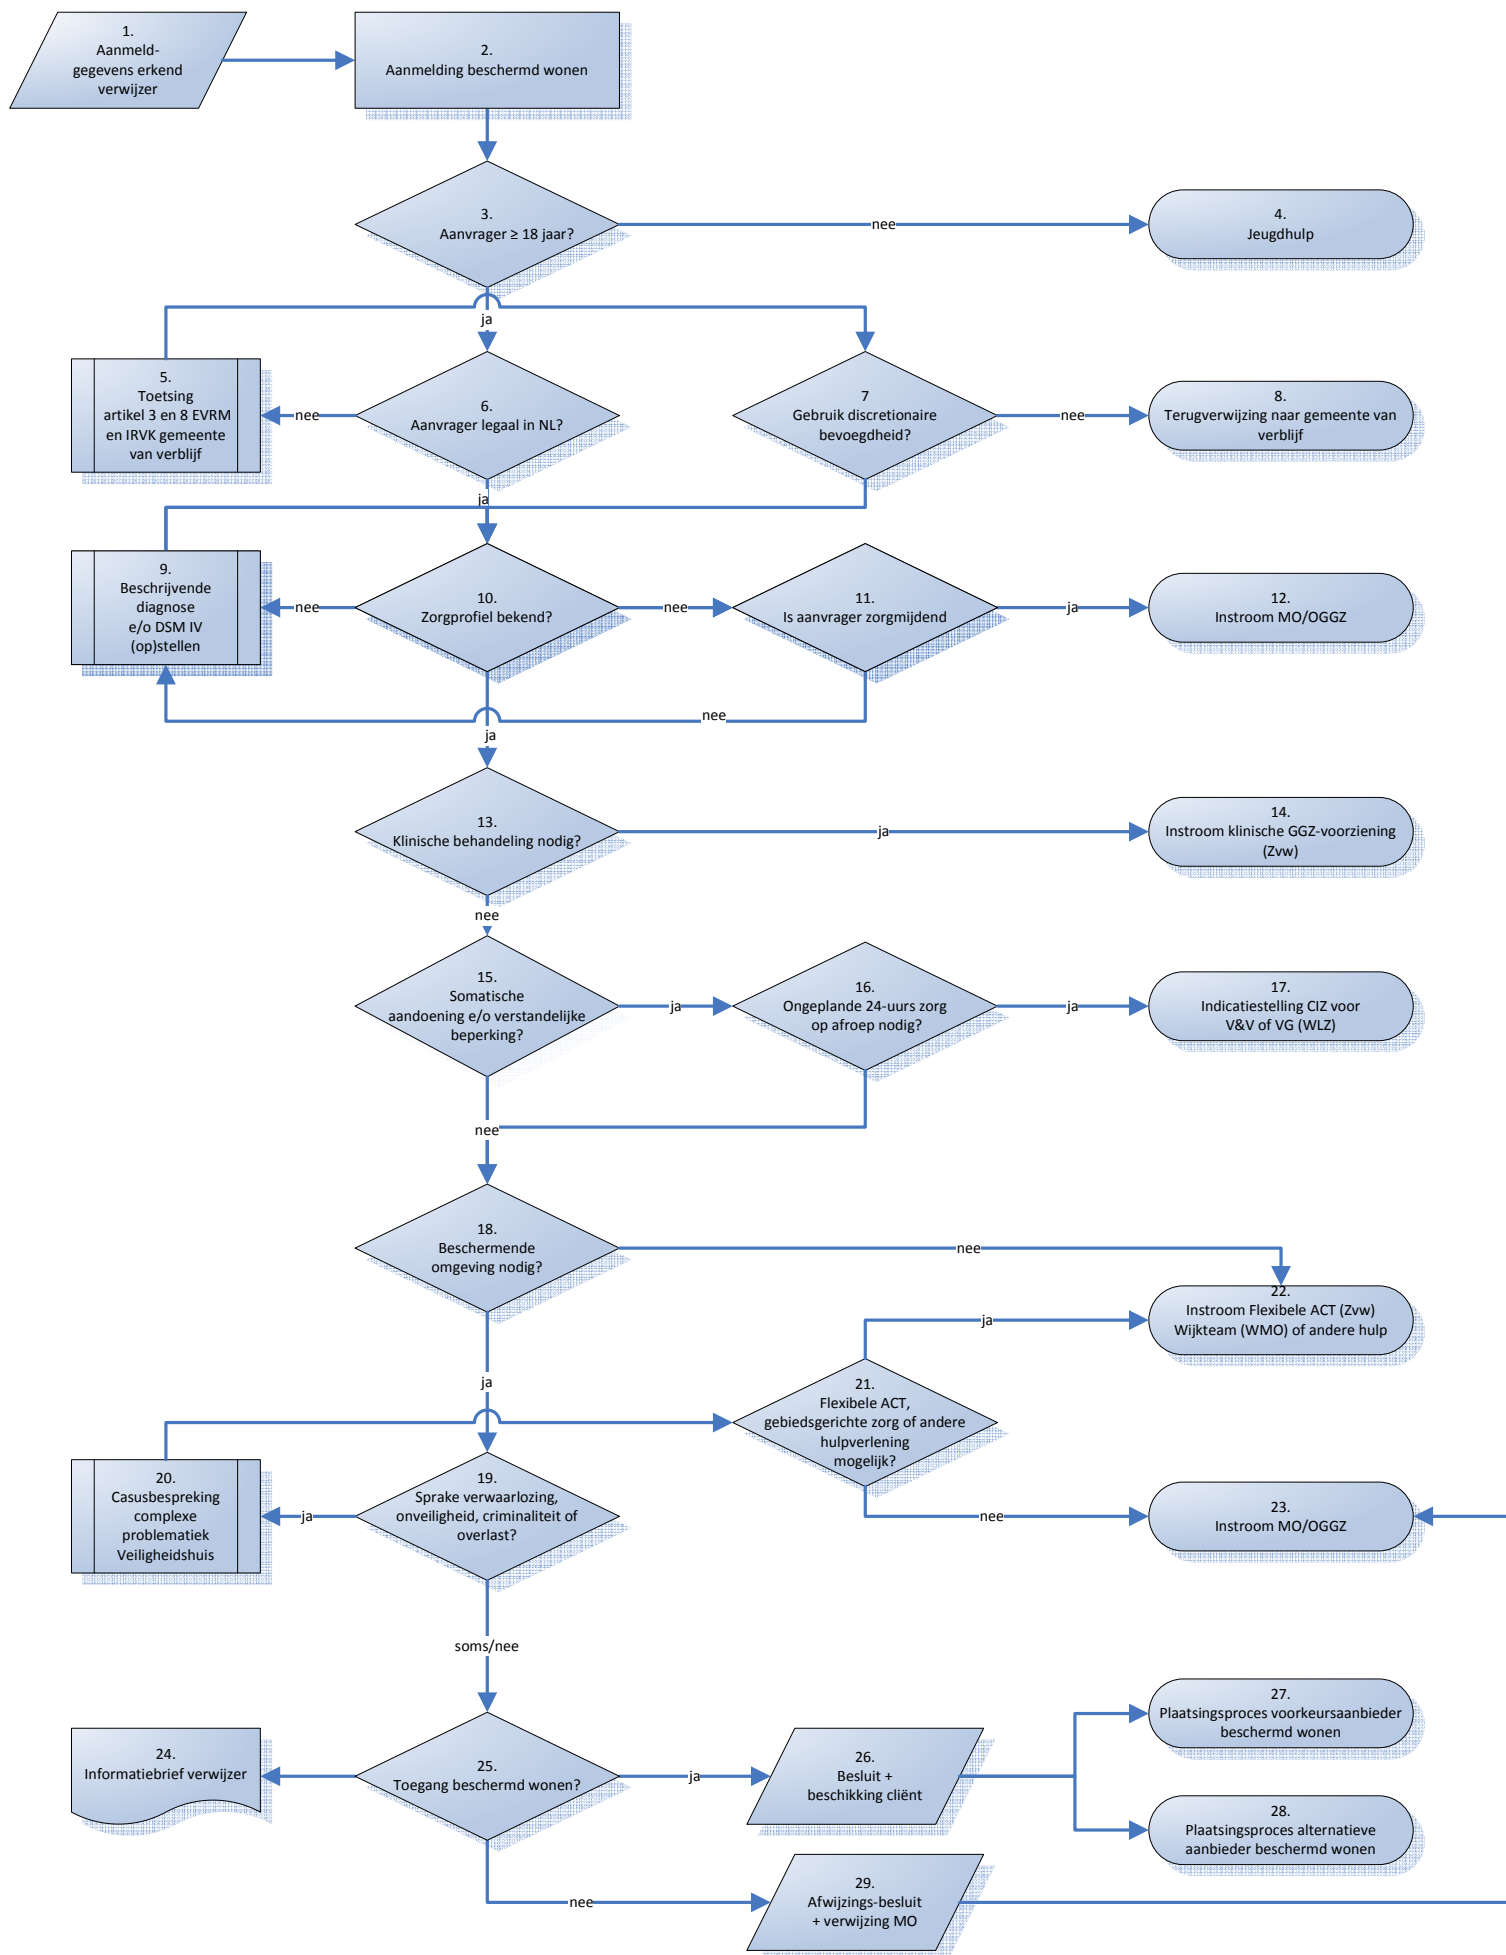 1.
Aanmeld-
gegevens erkend
verwijzer
2.
Aanmelding beschermd wonen
3.
Aanvrager ≥ 18 jaar?
nee
4.
Jeugdhulp
ja
5.
Toetsing
artikel 3 en 8 EVRM
en IRVK gemeente
van verblijf
nee
6.
Aanvrager legaal in NL?
7
Gebruik discretionaire
bevoegdheid?
nee
8.
Terugverwijzing naar gemeente van
verblijf
ja
9.
Beschrijvende
diagnose
e/o DSM IV
(op)stellen
nee
10.
Zorgprofiel bekend?
nee
11.
Is aanvrager zorgmijdend
ja
12.
Instroom MO/OGGZ
nee
ja
13.
Klinische behandeling nodig?
ja
14.
Instroom klinische GGZ-voorziening
(Zvw)
nee
15.
Somatische
aandoening e/o verstandelijke
beperking?
ja
16.
Ongeplande 24-uurs zorg
op afroep nodig?
ja
17.
Indicatiestelling CIZ voor
V&V of VG (WLZ)
nee
18.
Beschermende
omgeving nodig?
nee
22.
Instroom Flexibele ACT (Zvw)
Wijkteam (WMO) of andere hulp
ja
ja
21.
Flexibele ACT,
gebiedsgerichte zorg of andere
hulpverlening
mogelijk?
20.
Casusbespreking
complexe
problematiek
Veiligheidshuis
ja
19.
Sprake verwaarlozing,
onveiligheid, criminaliteit of
overlast?
nee
23.
Instroom MO/OGGZ
soms/nee
24.
Informatiebrief verwijzer
25.
Toegang beschermd wonen?
ja
26.
Besluit +
beschikking cliënt
27.
Plaatsingsproces voorkeursaanbieder
beschermd wonen
28.
Plaatsingsproces alternatieve
aanbieder beschermd wonen
nee
29.
Afwijzings-besluit
+ verwijzing MO